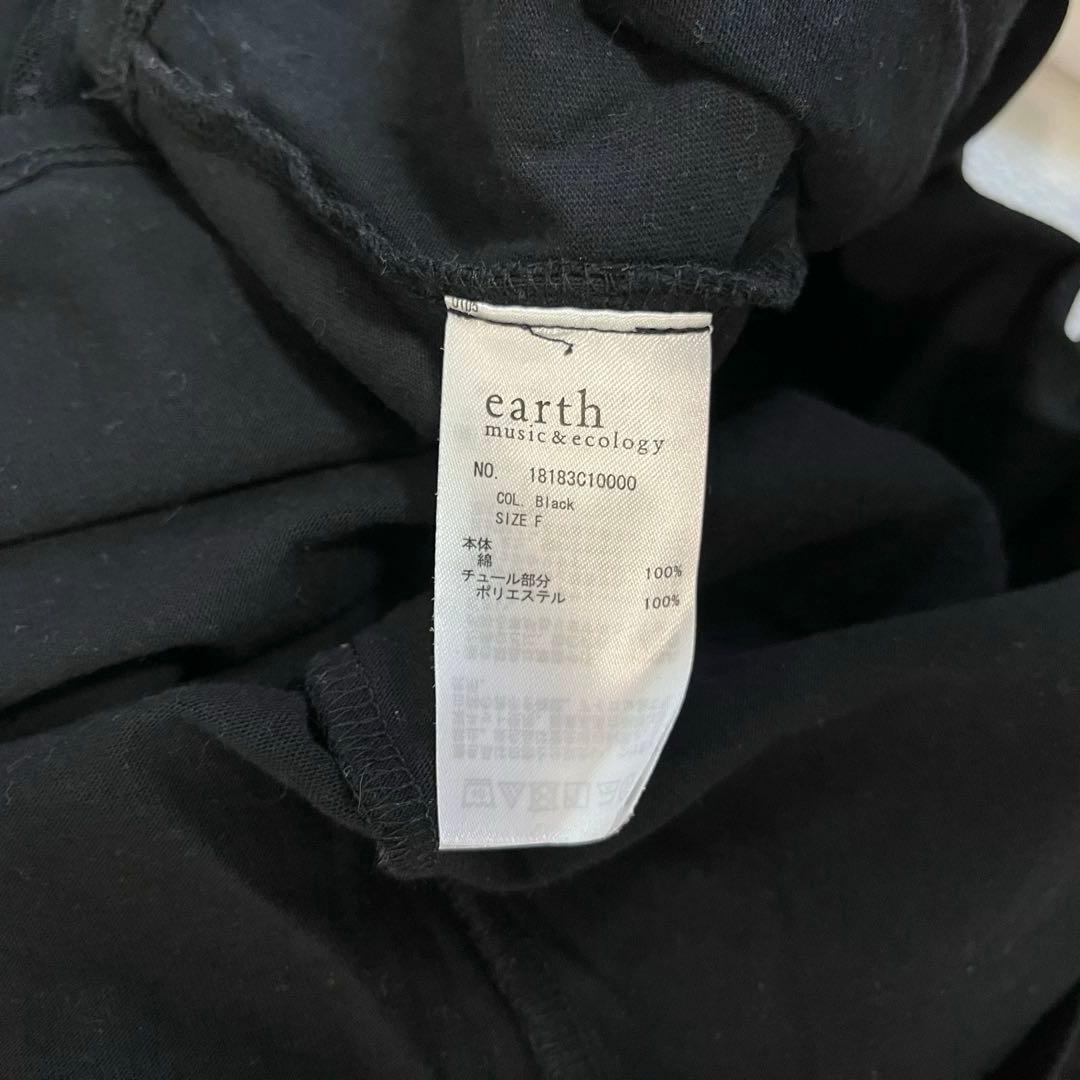 earth
music & ecology
NO. 18183C10000
COL. Black
SIZE F
本体
綿 100%
チュール部分
ポリエステル 100%